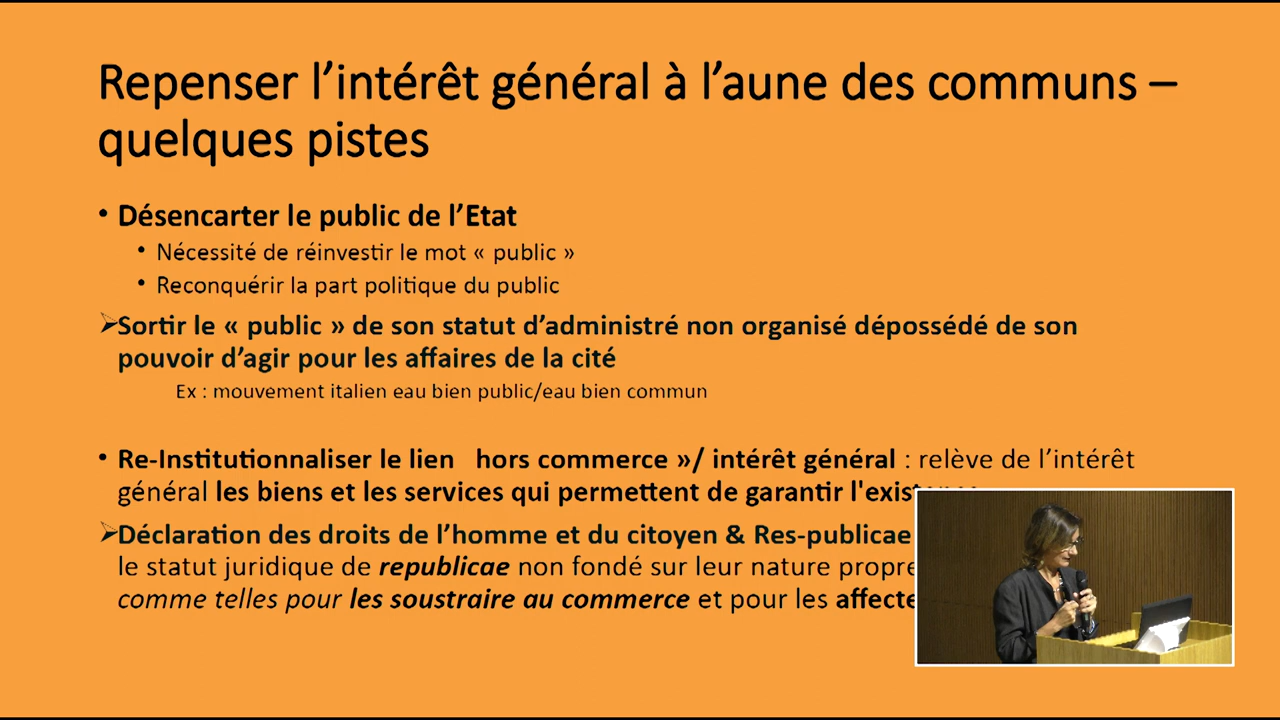 Repenser l’intérêt général à l’aune des communs –
quelques pistes
• Désencarter le public de l’Etat
• Nécessité de réinvestir le mot « public »
• Reconquérir la part politique du public
➢Sortir le « public » de son statut d’administré non organisé dépossédé de son
pouvoir d’agir pour les affaires de la cité
Ex : mouvement italien eau bien public/eau bien commun
• Re-Institutionnaliser le lien hors commerce »/ intérêt général : relève de l’intérêt
général les biens et les services qui permettent de garantir
➢Déclaration des droits de l’homme et du citoyen & Res-publicae
le statut juridique de republicae non fondé sur leur nature propre
comme telles pour les soustraire au commerce et pour les